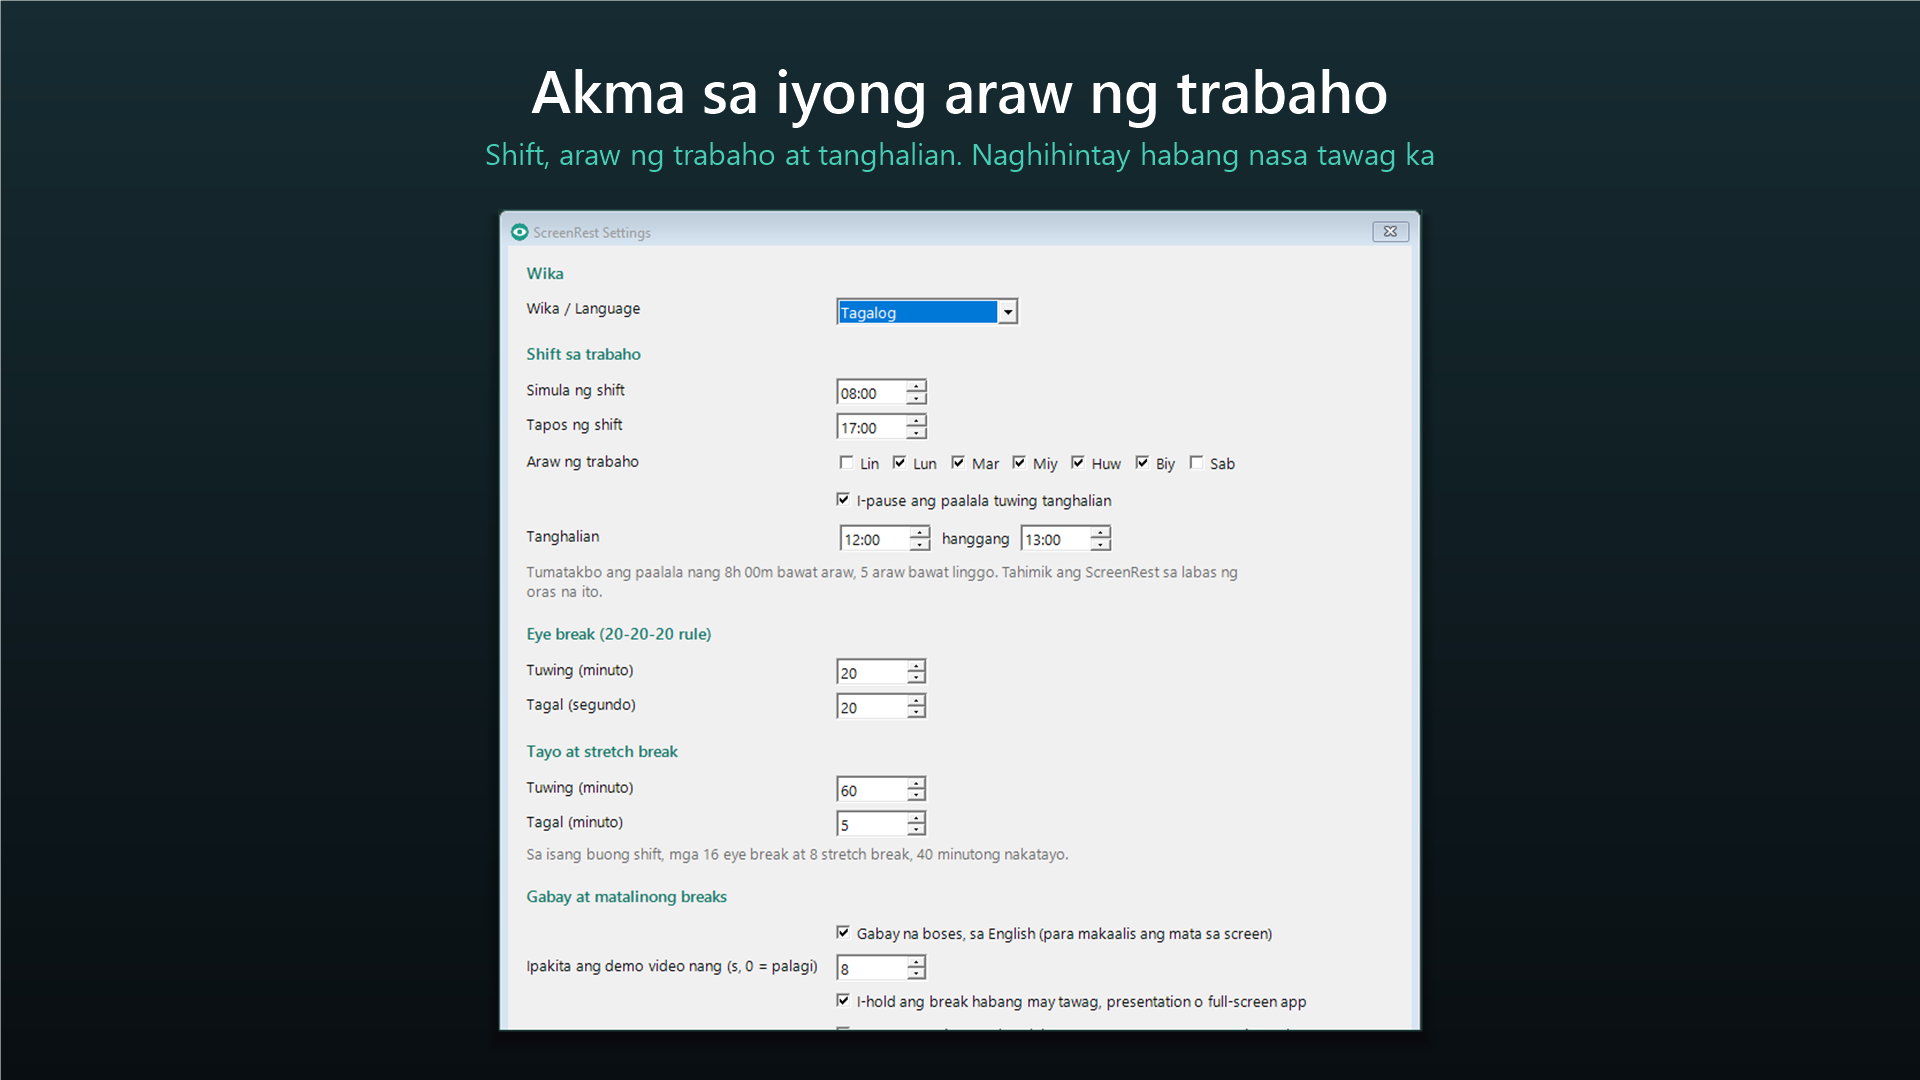 Akma sa iyong araw ng trabaho
Shift, araw ng trabaho at tanghalian. Naghihintay habang nasa tawag ka
ScreenRest Settings
Wika
Wika / Language
Tagalog
Shift sa trabaho
Simula ng shift
08:00
Tapos ng shift
17:00
Araw ng trabaho
Lin Lun Mar Miy Huw Biy Sab
I-pause ang paalala tuwing tanghalian
Tanghalian
12:00 hanggang 13:00
Tumatakbo ang paalala nang 8h 00m bawat araw, 5 araw bawat linggo. Tahimik ang ScreenRest sa labas ng
oras na ito.
Eye break (20-20-20 rule)
Tuwing (minuto)
20
Tagal (segundo)
20
Tayo at stretch break
Tuwing (minuto)
60
Tagal (minuto)
5
Sa isang buong shift, mga 16 eye break at 8 stretch break, 40 minutong nakatayo.
Gabay at matalinong breaks
Gabay na boses, sa English (para makaalis ang mata sa screen)
Ipakita ang demo video nang (s, 0 = palagi)
8
I-hold ang break habang may tawag, presentation o full-screen app